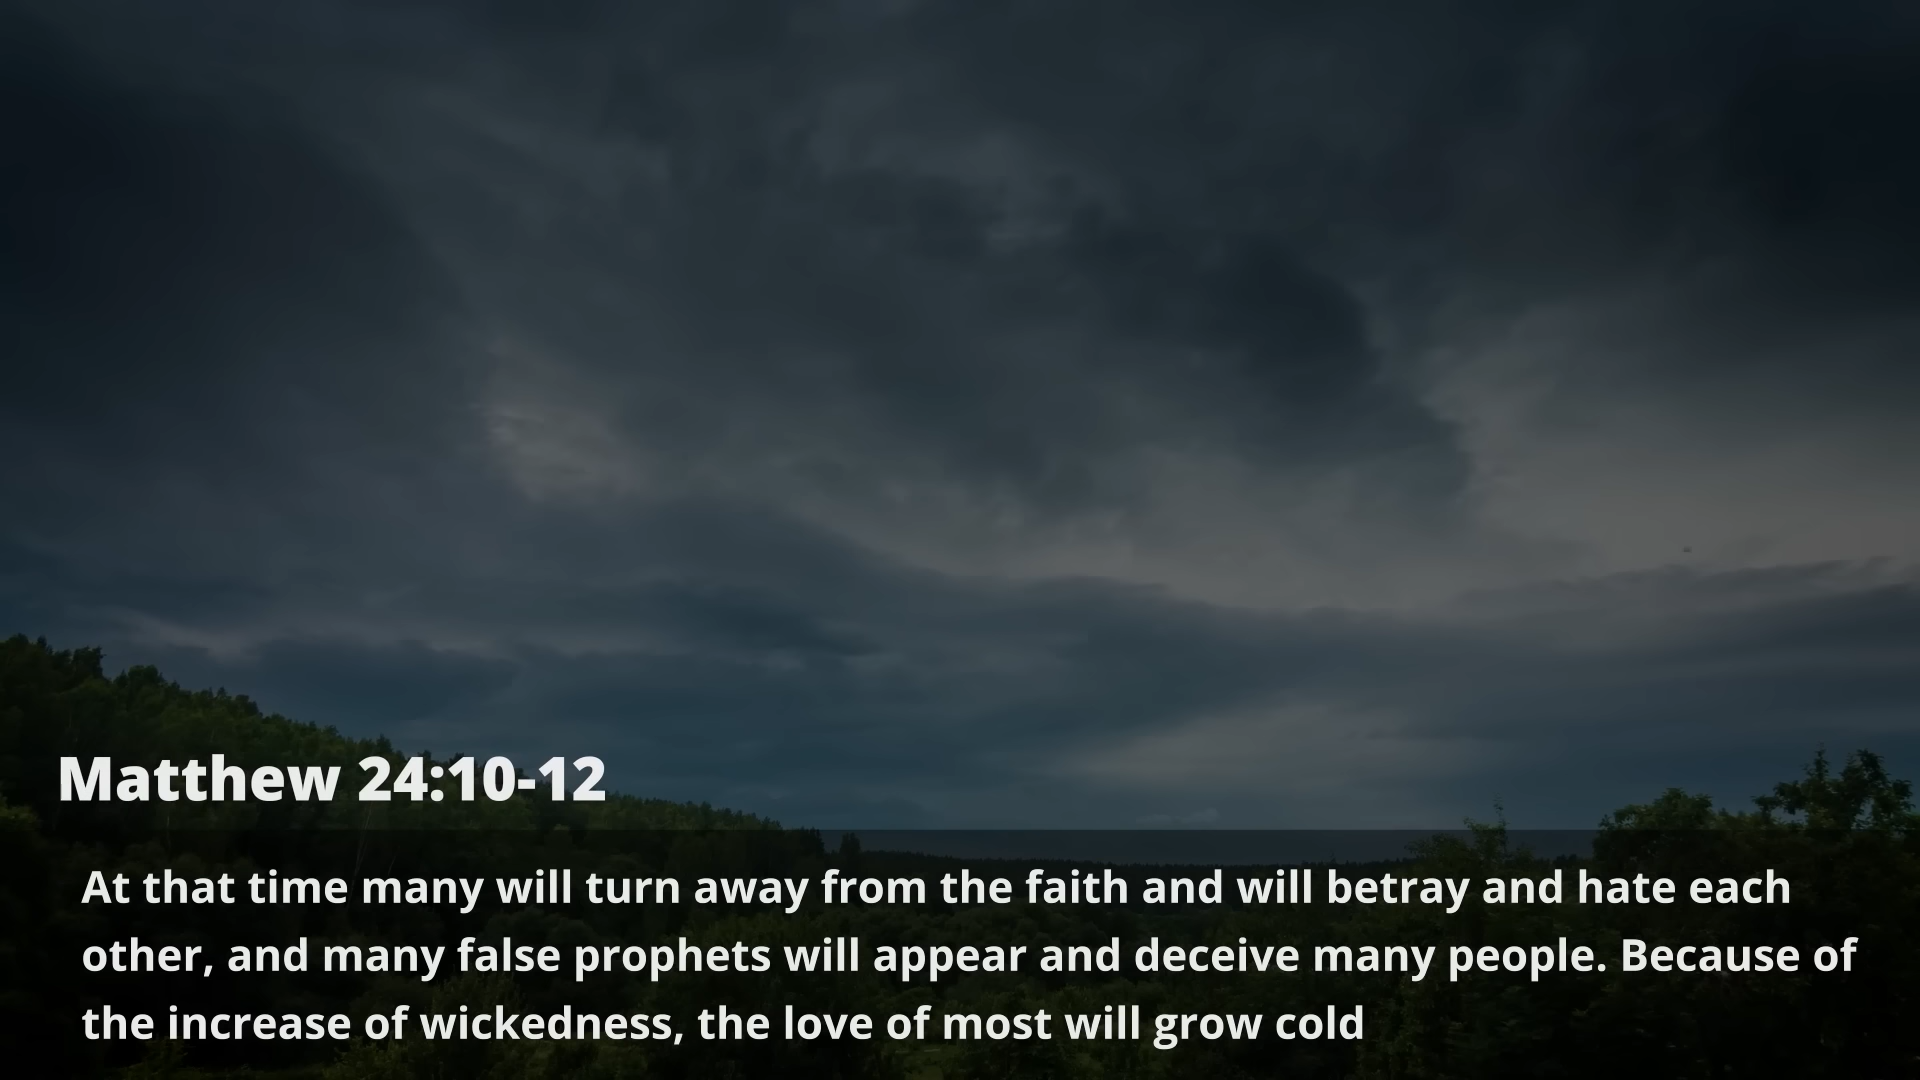 Matthew 24:10-12
At that time many will turn away from the faith and will betray and hate each
other, and many false prophets will appear and deceive many people. Because of
the increase of wickedness, the love of most will grow cold